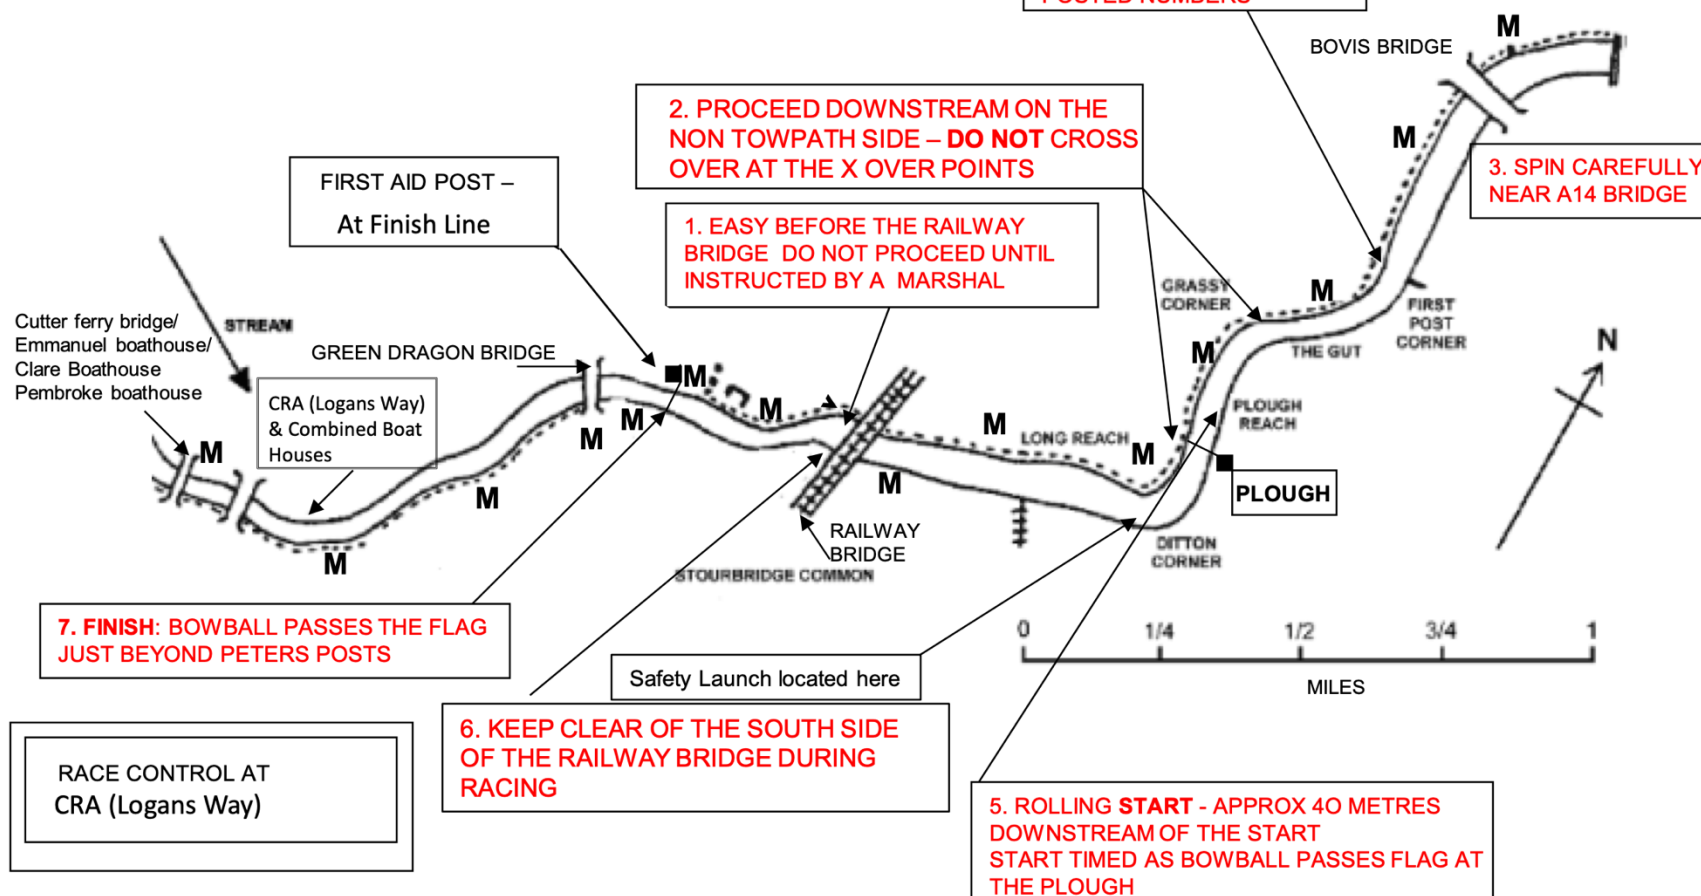 POSTED NUMBERS
M
BOVIS BRIDGE
2. PROCEED DOWNSTREAM ON THE
NON TOWPATH SIDE – DO NOT CROSS
OVER AT THE X OVER POINTS
M
3. SPIN CAREFULLY
NEAR A14 BRIDGE
FIRST AID POST –
At Finish Line
1. EASY BEFORE THE RAILWAY
BRIDGE DO NOT PROCEED UNTIL
INSTRUCTED BY A MARSHAL
GRASSY
CORNER
M
FIRST
POST
CORNER
N
Cutter ferry bridge/
Emmanuel boathouse/
Clare Boathouse
Pembroke boathouse
STREAM
GREEN DRAGON BRIDGE
M
THE GUT
M
CRA (Logans Way)
& Combined Boat
Houses
M
M
M
M
LONG REACH
PLOUGH
REACH
M
M
M
M
M
PLOUGH
RAILWAY
BRIDGE
DITTON
CORNER
M
STOURBRIDGE COMMON
7. FINISH: BOWBALL PASSES THE FLAG
JUST BEYOND PETERS POSTS
0 1/4 1/2 3/4 1
MILES
Safety Launch located here
6. KEEP CLEAR OF THE SOUTH SIDE
OF THE RAILWAY BRIDGE DURING
RACING
RACE CONTROL AT
CRA (Logans Way)
5. ROLLING START - APPROX 4O METRES
DOWNSTREAM OF THE START
START TIMED AS BOWBALL PASSES FLAG AT
THE PLOUGH